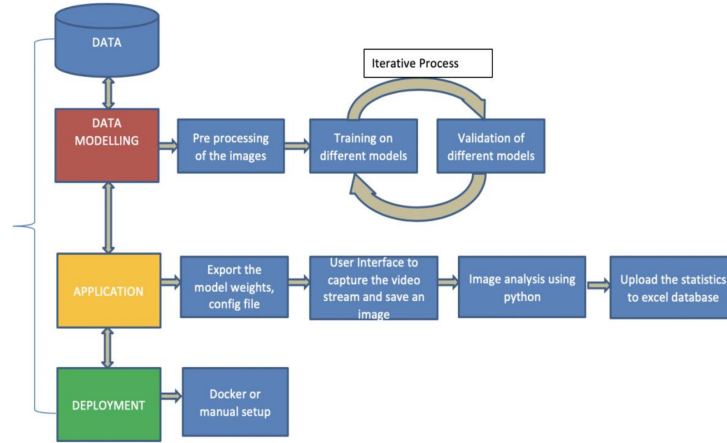 DATA
Iterative Process
DATA
MODELLING
Pre processing
of the images
Training on
different models
Validation of
different models
APPLICATION
Export the
model weights,
config file
User Interface to
capture the video
stream and save an
image
Image analysis using
python
Upload the statistics
to excel database
DEPLOYMENT
Docker or
manual setup